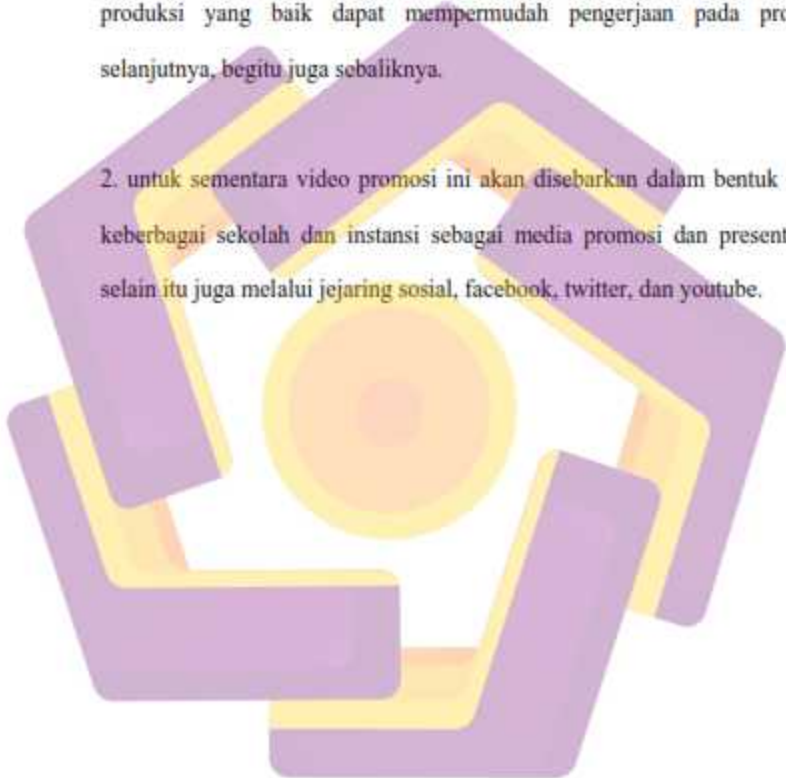 produksi yang baik dapat mempermudah pengerjaan pada
selanjutnya, begitu juga sebaliknya.
2. untuk sementara video promosi ini akan disebarkan dalam bentuk
keberbagai sekolah dan instansi sebagai media promosi dan
selain itu juga melalui jejaring sosial, facebook, twitter, dan youtube.